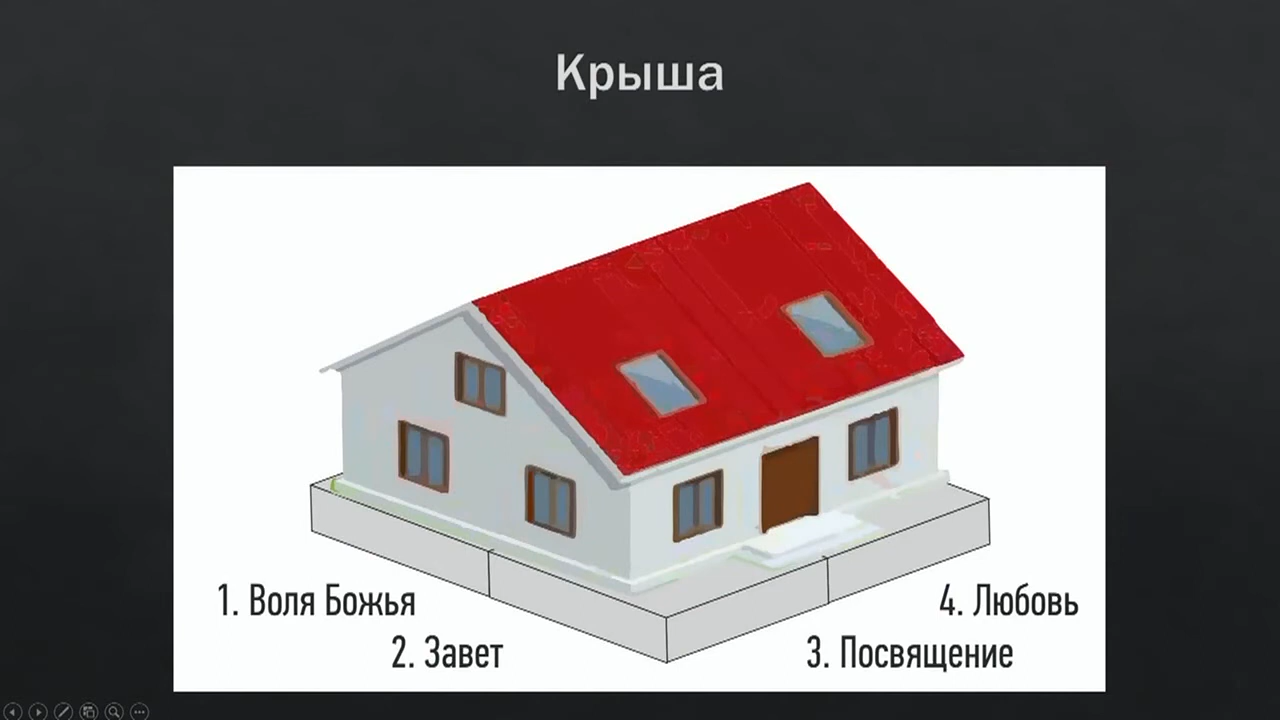 Крыша
1. Воля Божья
2. Завет
3. Посвящение
4. Любовь